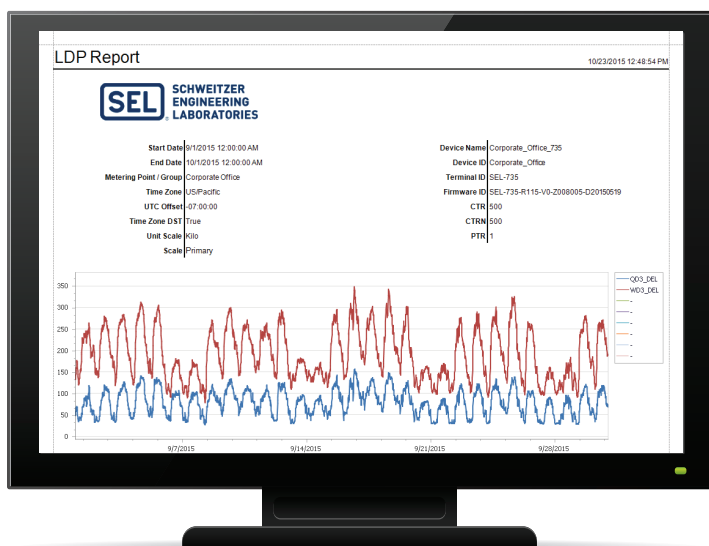 LDP Report
10/23/2015 12:48:54 PM
SEL
SCHWEITZER
ENGINEERING
LABORATORIES
Start Date 9/1/2015 12:00:00 AM
End Date 10/1/2015 12:00:00 AM
Metering Point / Group Corporate Office
Time Zone US/Pacific
UTC Offset -07:00:00
Time Zone DST True
Unit Scale Kilo
Scale Primary
Device Name Corporate_Office_735
Device ID Corporate_Office
Terminal ID SEL-735
Firmware ID SEL-735-R115-V0-Z008005-D20150519
CTR 500
CTRN 500
PTR 1
350
300
250
200
150
100
50
0
9/7/2015 9/14/2015 9/21/2015 9/28/2015
QD3_DEL
WD3_DEL
-
-
-
-
-
-